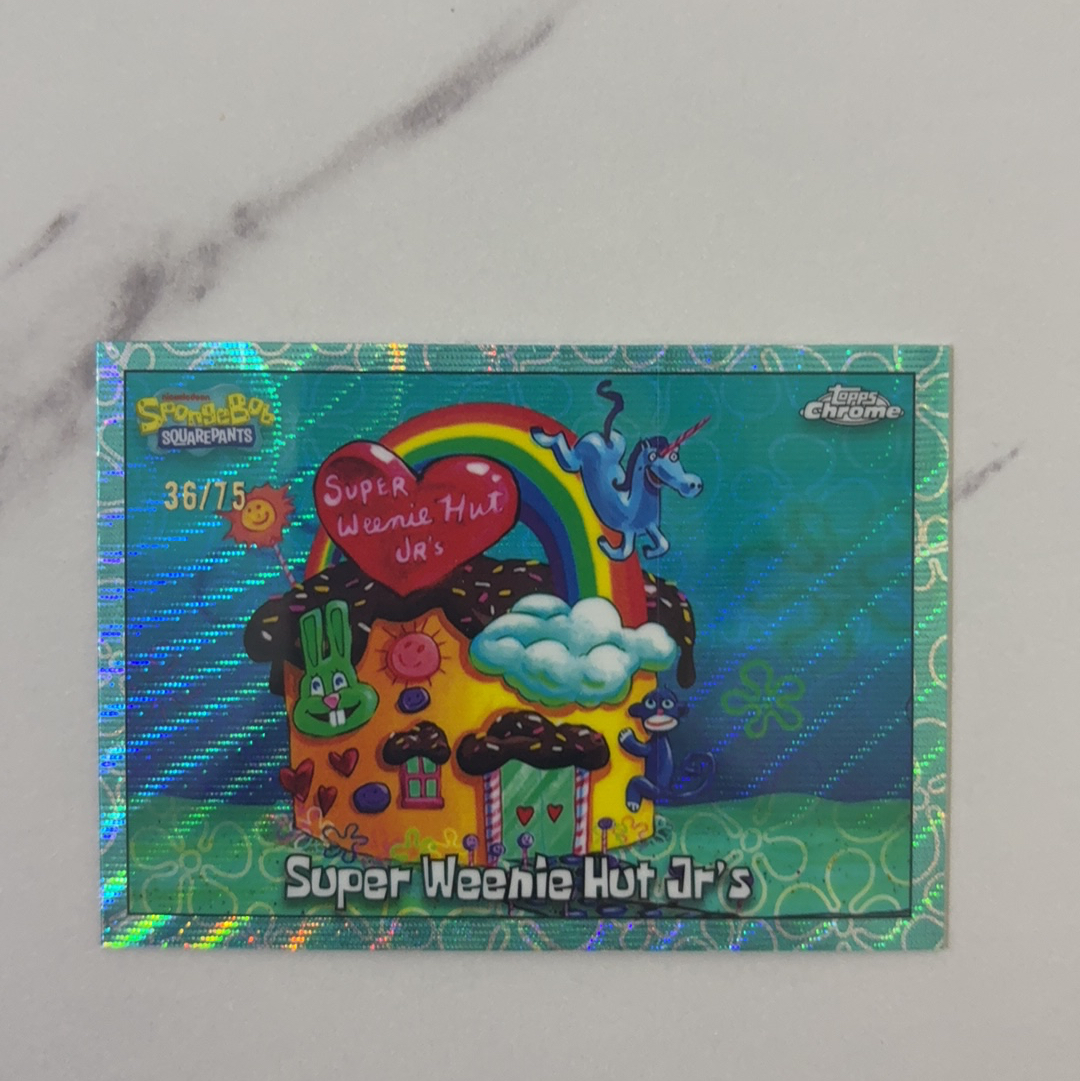 nickelodeon
SpongeBob
SQUAREPANTS
topps
Chrome
36/75
SUPER
Weenie Hut
JR's
Super Weenie Hut Jr's